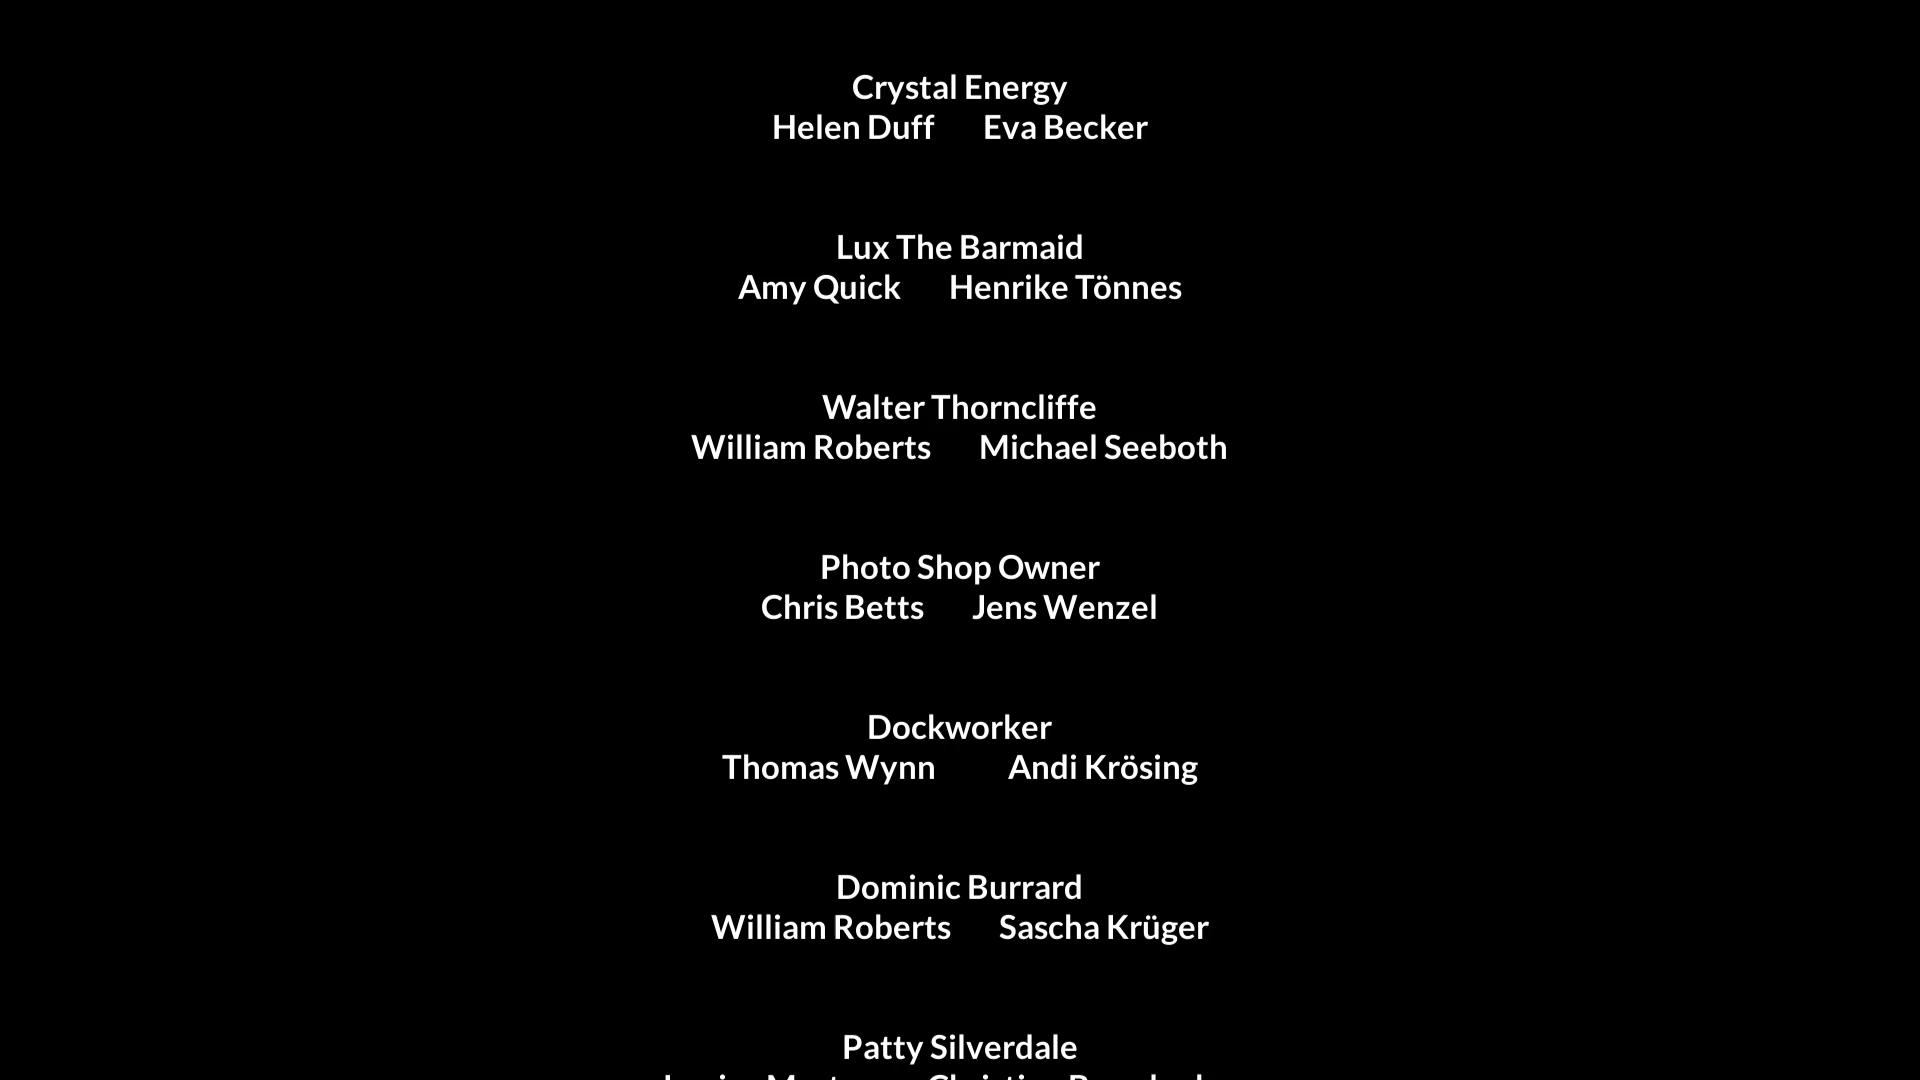 Crystal Energy
Helen Duff Eva Becker
Lux The Barmaid
Amy Quick Henrike Tönnes
Walter Thorncliffe
William Roberts Michael Seeboth
Photo Shop Owner
Chris Betts Jens Wenzel
Dockworker
Thomas Wynn Andi Krösing
Dominic Burrard
William Roberts Sascha Krüger
Patty Silverdale